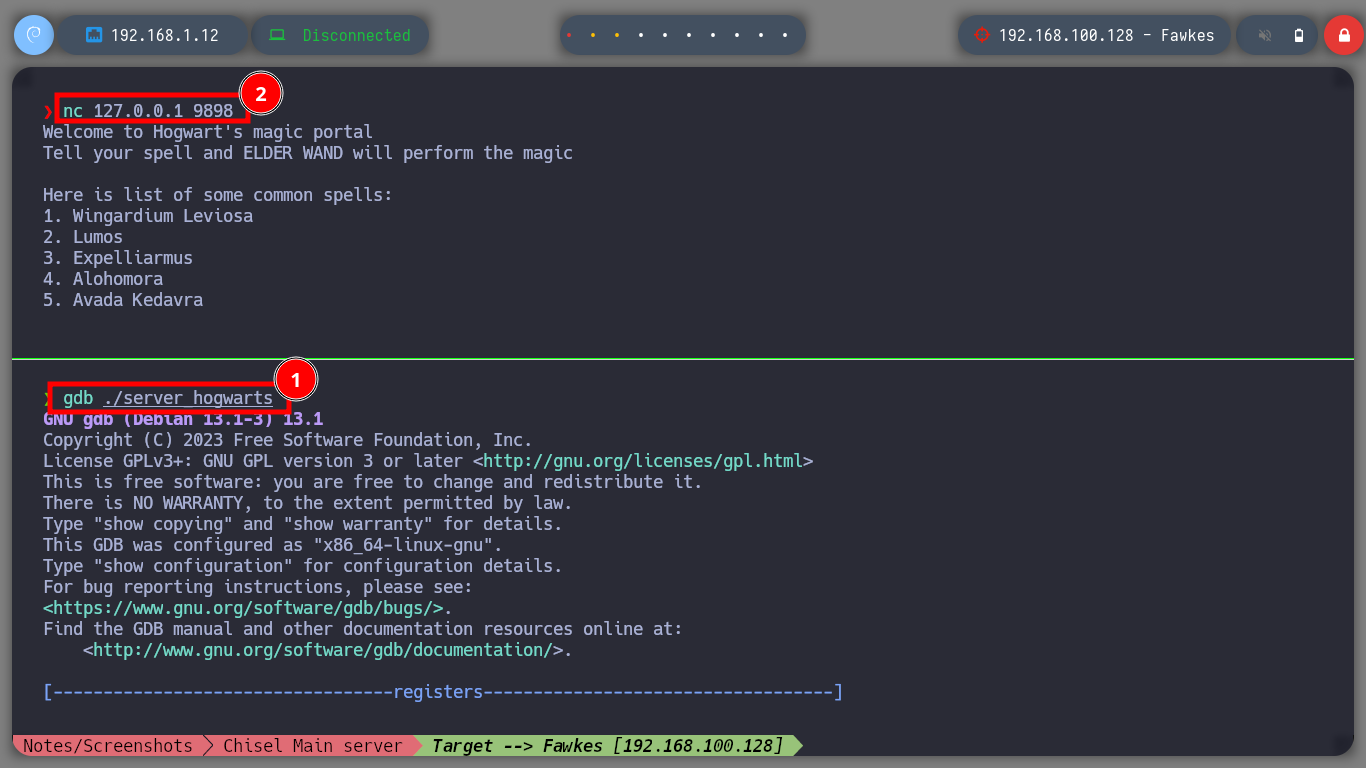 192.168.1.12 Disconnected 192.168.100.128 - Fawkes
2
❯ nc 127.0.0.1 9898
Welcome to Hogwart's magic portal
Tell your spell and ELDER WAND will perform the magic
Here is list of some common spells:
1. Wingardium Leviosa
2. Lumos
3. Expelliarmus
4. Alohomora
5. Avada Kedavra
1
❯ gdb ./server_hogwarts
GNU gdb (Debian 13.1-3) 13.1
Copyright (C) 2023 Free Software Foundation, Inc.
License GPLv3+: GNU GPL version 3 or later <http://gnu.org/licenses/gpl.html>
This is free software: you are free to change and redistribute it.
There is NO WARRANTY, to the extent permitted by law.
Type "show copying" and "show warranty" for details.
This GDB was configured as "x86_64-linux-gnu".
Type "show configuration" for configuration details.
For bug reporting instructions, please see:
<https://www.gnu.org/software/gdb/bugs/>.
Find the GDB manual and other documentation resources online at:
    <http://www.gnu.org/software/gdb/documentation/>.
[----------------------------------registers-----------------------------------]
Notes/Screenshots Chisel Main server Target --> Fawkes [192.168.100.128]